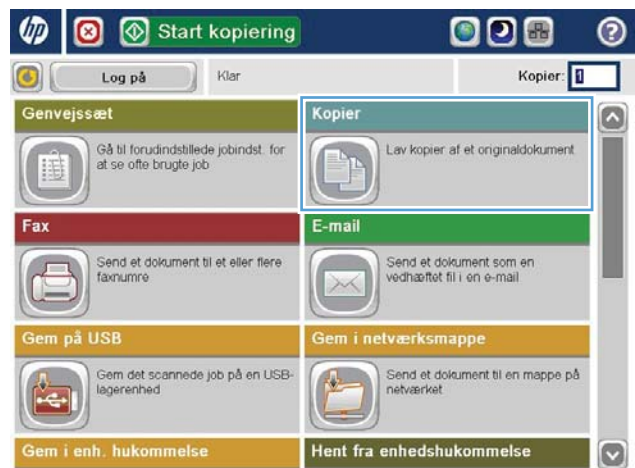 hp
Start kopiering
?
Log på
Klar
Kopier: 1
Genvejssæt
Gå til forudindstillede jobindst. for
at se ofte brugte job
Kopier
Lav kopier af et originaldokument
Fax
Send et dokument til et eller flere
faxnumre
E-mail
Send et dokument som en
vedhæftet fil i en e-mail
Gem på USB
Gem det scannede job på en USB-
lagerenhed
Gem i netværksmappe
Send et dokument til en mappe på
netværket
Gem i enh. hukommelse
Hent fra enhedshukommelse